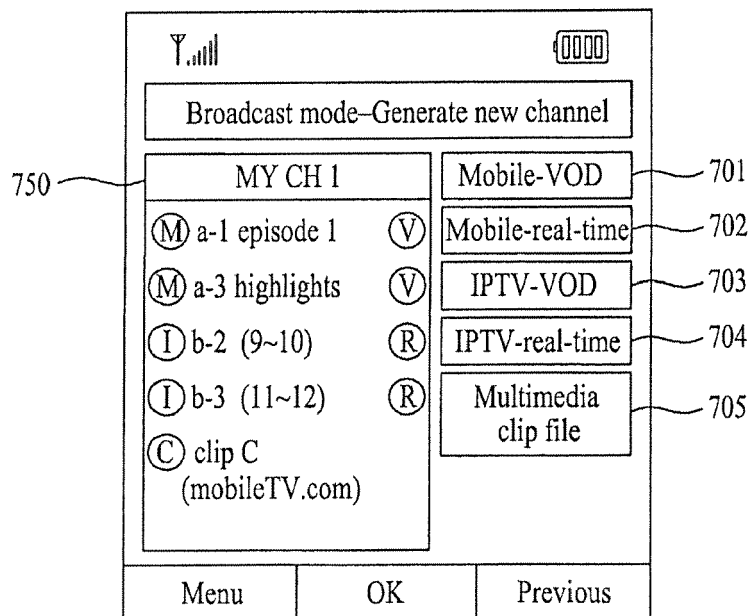 Broadcast mode–Generate new channel
750
MY CH 1
M a-1 episode 1 V
M a-3 highlights V
I b-2 (9~10) R
I b-3 (11~12) R
C clip C
(mobileTV.com)
Mobile-VOD 701
Mobile-real-time 702
IPTV-VOD 703
IPTV-real-time 704
Multimedia
clip file
705
Menu OK Previous